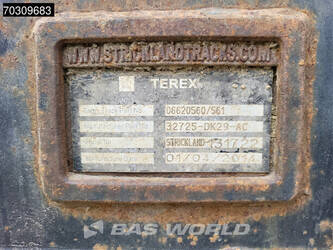 70309683
WWW.STRICKLANDTRACKS.COM
TEREX
06620560/561
32725-DK29-AC
STRICKLAND 131722
01/04/2014
BAS WORLD